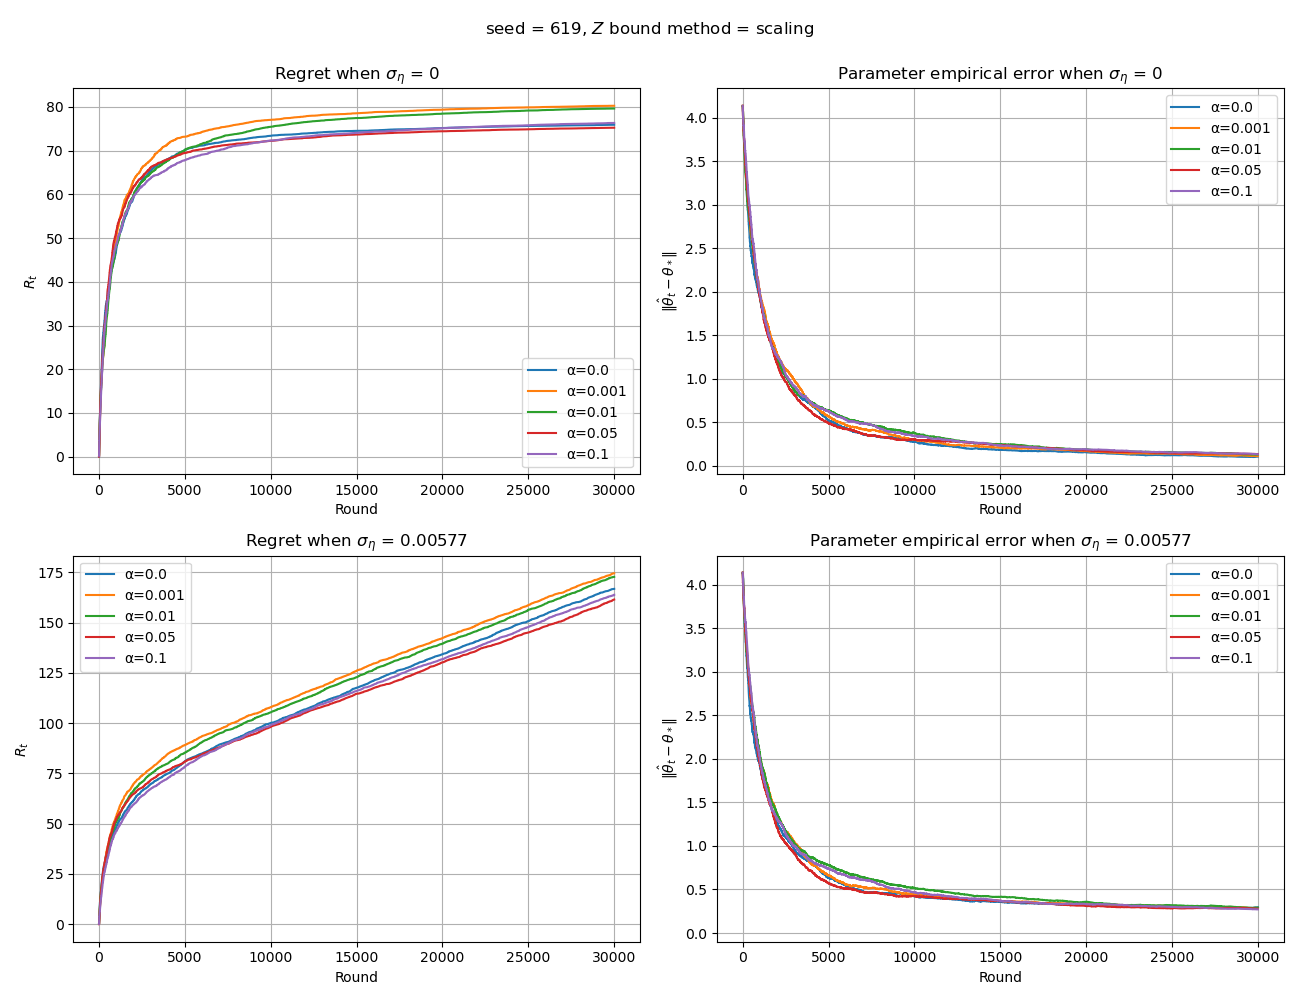 seed = 619, Z bound method = scaling
Regret when σ_η = 0
80
70
60
50
40
30
20
10
0
R_t
0 5000 10000 15000 20000 25000 30000
Round
α=0.0
α=0.001
α=0.01
α=0.05
α=0.1
Parameter empirical error when σ_η = 0
4.0
3.5
3.0
2.5
2.0
1.5
1.0
0.5
0.0
‖θ̂_t − θ_*‖
0 5000 10000 15000 20000 25000 30000
Round
α=0.0
α=0.001
α=0.01
α=0.05
α=0.1
Regret when σ_η = 0.00577
175
150
125
100
75
50
25
0
R_t
0 5000 10000 15000 20000 25000 30000
Round
α=0.0
α=0.001
α=0.01
α=0.05
α=0.1
Parameter empirical error when σ_η = 0.00577
4.0
3.5
3.0
2.5
2.0
1.5
1.0
0.5
0.0
‖θ̂_t − θ_*‖
0 5000 10000 15000 20000 25000 30000
Round
α=0.0
α=0.001
α=0.01
α=0.05
α=0.1